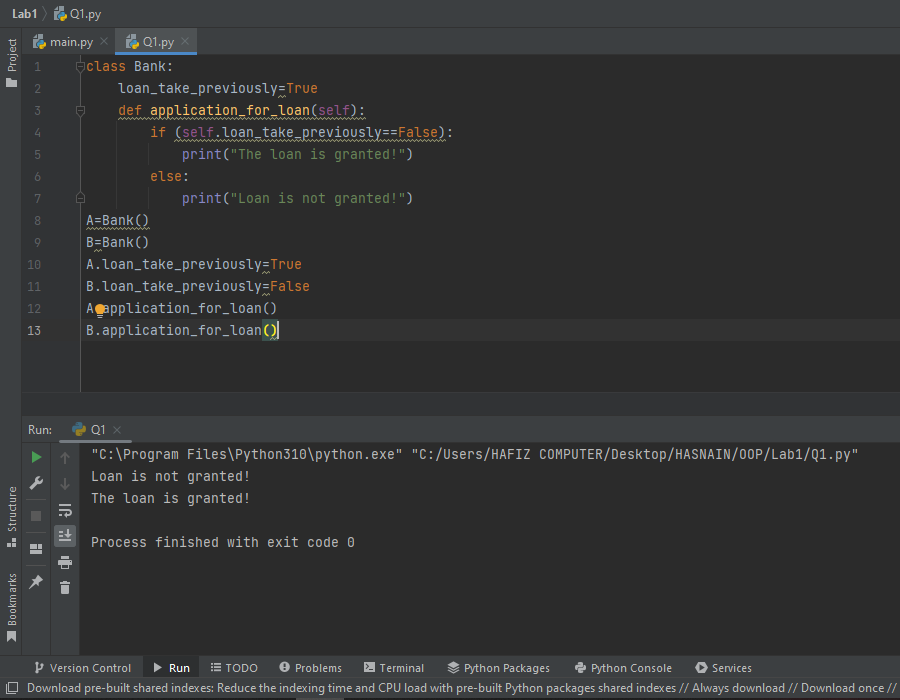 Lab1 Q1.py
main.py Q1.py
Project
1 class Bank:
2 loan_take_previously=True
3 def application_for_loan(self):
4 if (self.loan_take_previously==False):
5 print("The loan is granted!")
6 else:
7 print("Loan is not granted!")
8 A=Bank()
9 B=Bank()
10 A.loan_take_previously=True
11 B.loan_take_previously=False
12 A application_for_loan()
13 B.application_for_loan()
Run: Q1
"C:\Program Files\Python310\python.exe" "C:/Users/HAFIZ COMPUTER/Desktop/HASNAIN/OOP/Lab1/Q1.py"
Loan is not granted!
The loan is granted!
Process finished with exit code 0
Structure
Bookmarks
Version Control Run TODO Problems Terminal Python Packages Python Console Services
Download pre-built shared indexes: Reduce the indexing time and CPU load with pre-built Python packages shared indexes // Always download // Download once //